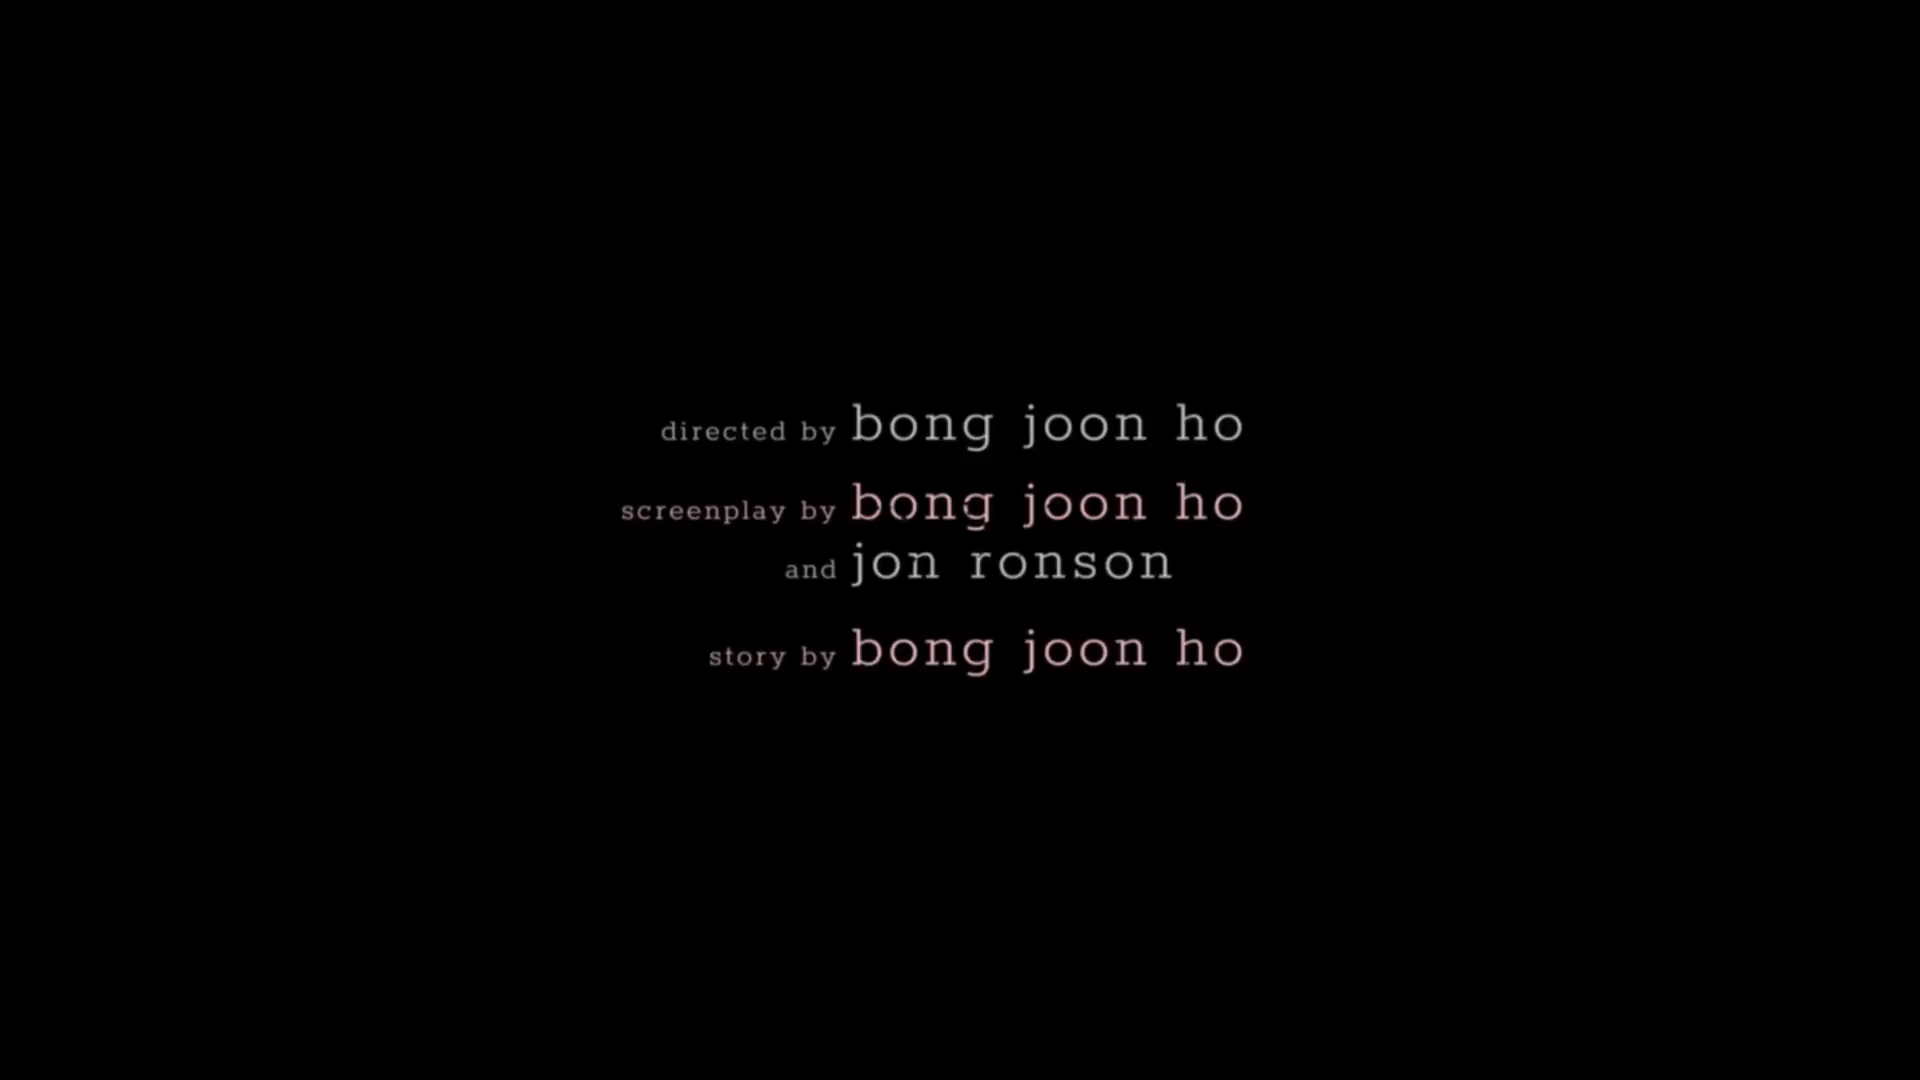 directed by bong joon ho
screenplay by bong joon ho
and jon ronson
story by bong joon ho